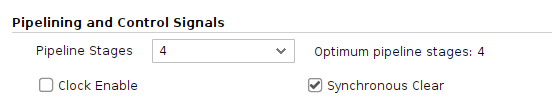 Pipelining and Control Signals
Pipeline Stages 4 Optimum pipeline stages: 4
Clock Enable Synchronous Clear